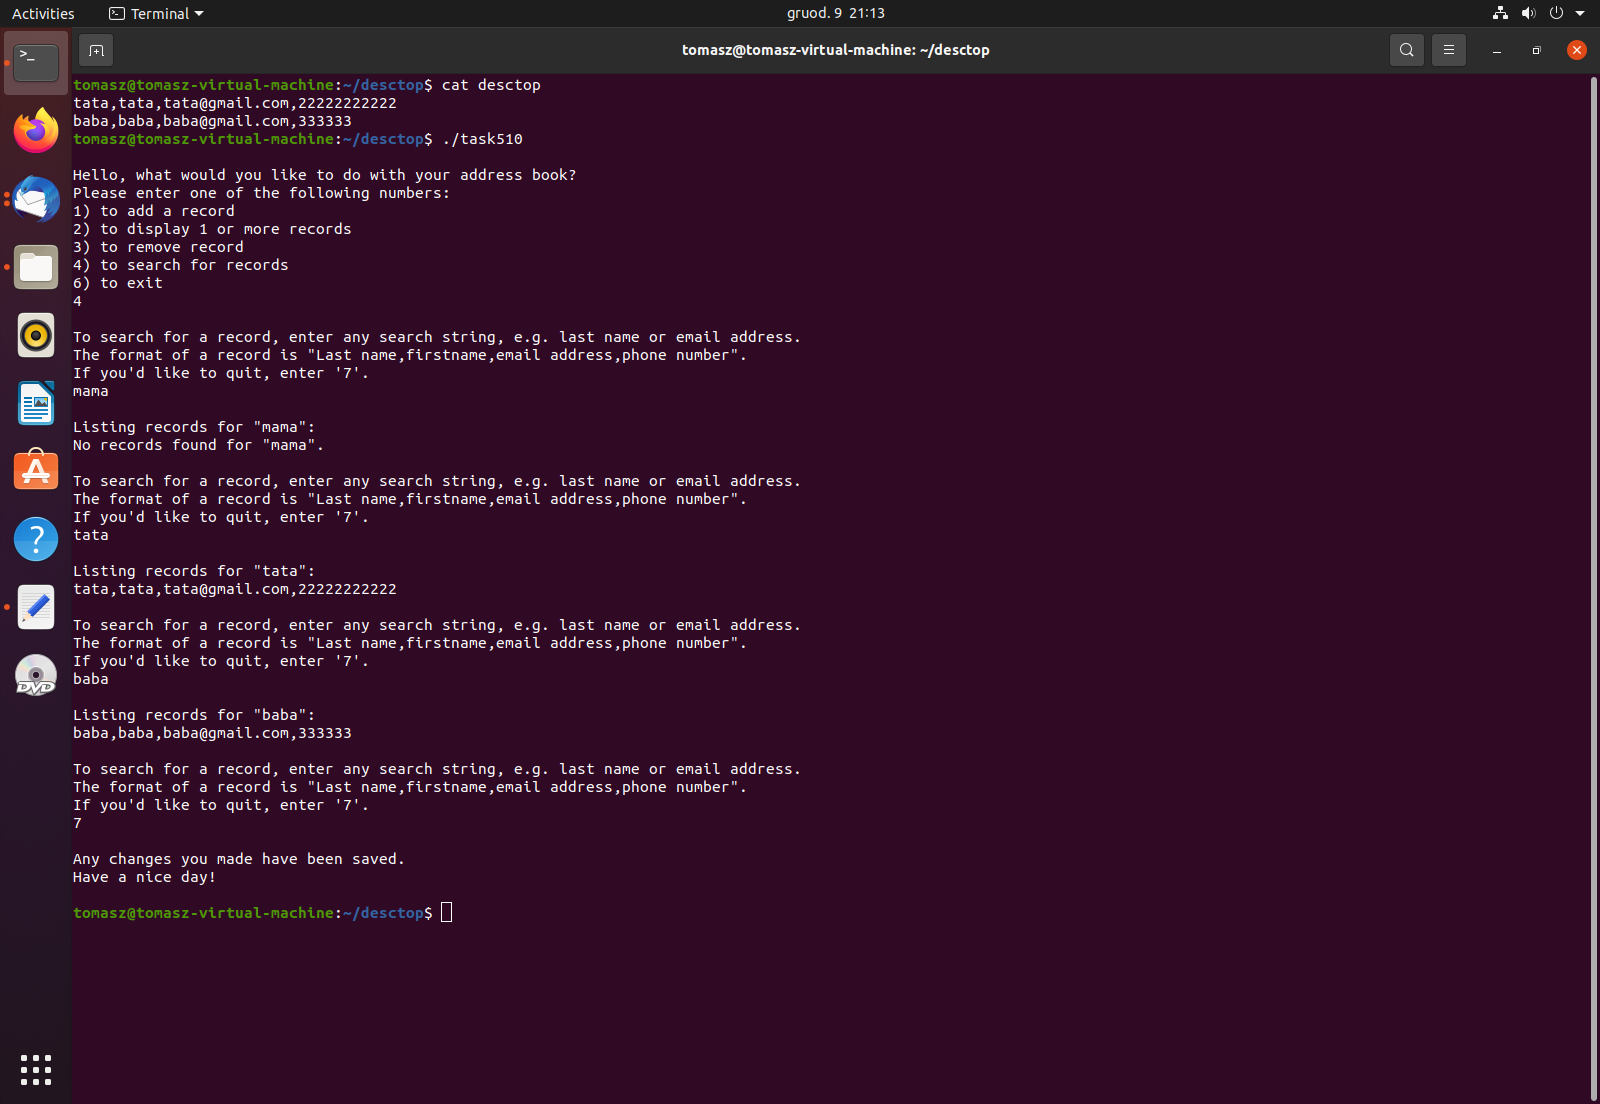 Activities
Terminal
gruod. 9 21:13
tomasz@tomasz-virtual-machine: ~/desctop
tomasz@tomasz-virtual-machine:~/desctop$ cat desctop
tata,tata,tata@gmail.com,22222222222
baba,baba,baba@gmail.com,333333
tomasz@tomasz-virtual-machine:~/desctop$ ./task510
Hello, what would you like to do with your address book?
Please enter one of the following numbers:
1) to add a record
2) to display 1 or more records
3) to remove record
4) to search for records
6) to exit
4
To search for a record, enter any search string, e.g. last name or email address.
The format of a record is "Last name,firstname,email address,phone number".
If you'd like to quit, enter '7'.
mama
Listing records for "mama":
No records found for "mama".
To search for a record, enter any search string, e.g. last name or email address.
The format of a record is "Last name,firstname,email address,phone number".
If you'd like to quit, enter '7'.
tata
Listing records for "tata":
tata,tata,tata@gmail.com,22222222222
To search for a record, enter any search string, e.g. last name or email address.
The format of a record is "Last name,firstname,email address,phone number".
If you'd like to quit, enter '7'.
baba
Listing records for "baba":
baba,baba,baba@gmail.com,333333
To search for a record, enter any search string, e.g. last name or email address.
The format of a record is "Last name,firstname,email address,phone number".
If you'd like to quit, enter '7'.
7
Any changes you made have been saved.
Have a nice day!
tomasz@tomasz-virtual-machine:~/desctop$
DVD